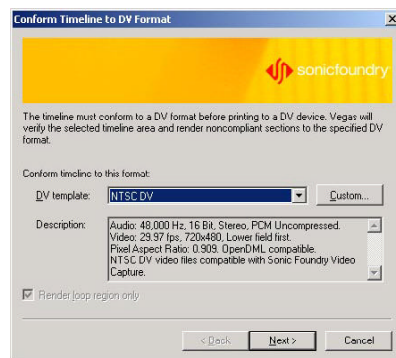 Conform Timeline to DV Format
sonicfoundry
The timeline must conform to a DV format before printing to a DV device. Vegas will
verify the selected timeline area and render noncompliant sections to the specified DV
format.
Conform timeline to this format:
DV template:
NTSC DV
Custom...
Description:
Audio: 48,000 Hz, 16 Bit, Stereo, PCM Uncompressed.
Video: 29.97 fps, 720x480, Lower field first.
Pixel Aspect Ratio: 0.909. OpenDML compatible.
NTSC DV video files compatible with Sonic Foundry Video
Capture.
Render loop region only
< Back
Next >
Cancel